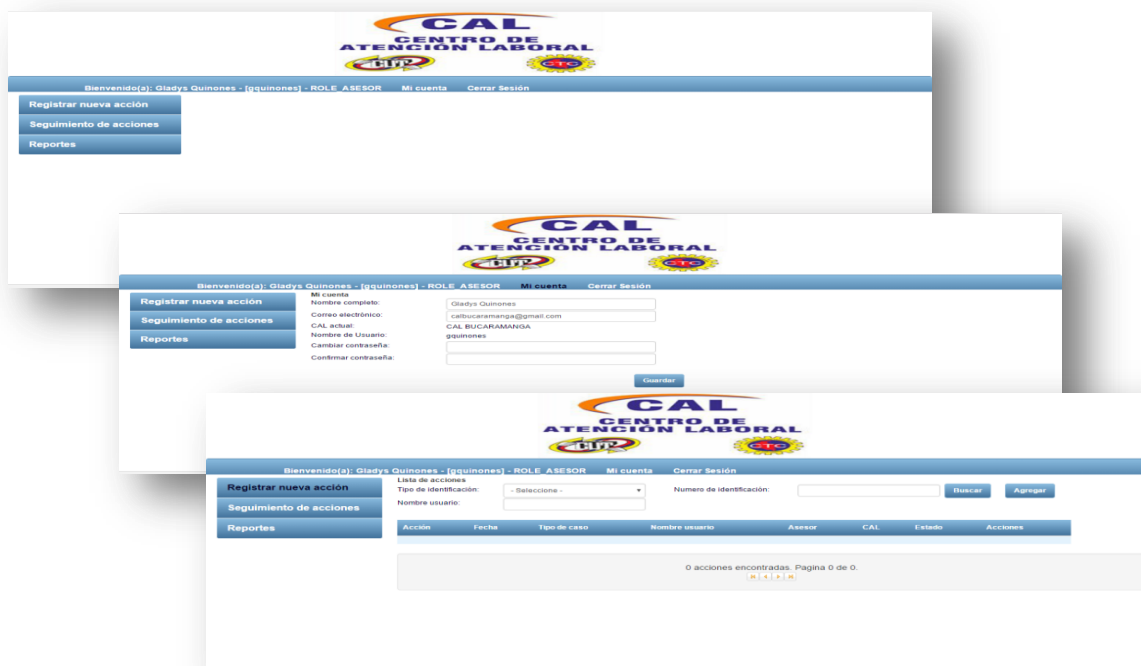 CAL
CENTRO DE
ATENCIÓN LABORAL
CUT CTC
Bienvenido(a): Gladys Quinones - [gquinones] - ROLE_ASESOR Mi cuenta Cerrar Sesión
Registrar nueva acción
Seguimiento de acciones
Reportes
CAL
CENTRO DE
ATENCIÓN LABORAL
CUT CTC
Bienvenido(a): Gladys Quinones - [gquinones] - ROLE_ASESOR Mi cuenta Cerrar Sesión
Registrar nueva acción
Seguimiento de acciones
Reportes
Mi cuenta
Nombre completo: Gladys Quinones
Correo electrónico: calbucaramanga@gmail.com
CAL actual: CAL BUCARAMANGA
Nombre de Usuario: gquinones
Cambiar contraseña:
Confirmar contraseña:
Guardar
CAL
CENTRO DE
ATENCIÓN LABORAL
CUT CTC
Bienvenido(a): Gladys Quinones - [gquinones] - ROLE_ASESOR Mi cuenta Cerrar Sesión
Registrar nueva acción
Seguimiento de acciones
Reportes
Lista de acciones
Tipo de identificación: - Seleccione - Numero de identificación: Buscar Agregar
Nombre usuario:
Acción Fecha Tipo de caso Nombre usuario Asesor CAL Estado Acciones
0 acciones encontradas. Pagina 0 de 0.